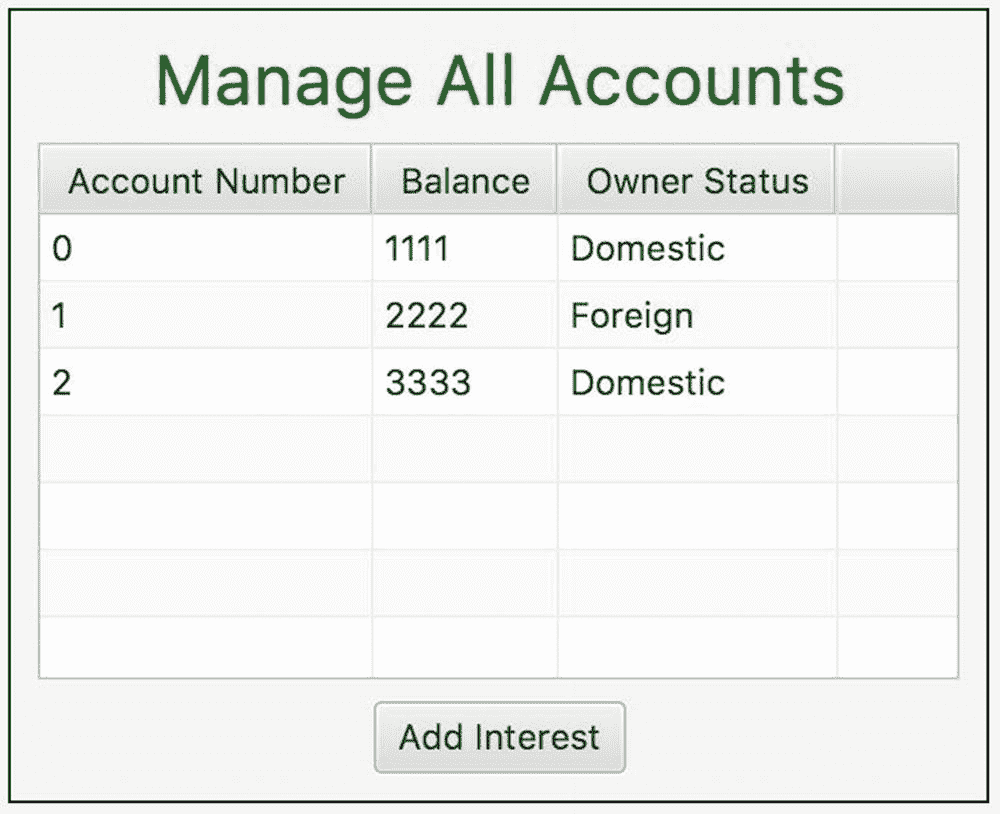 Manage All Accounts
Account Number Balance Owner Status
0 1111 Domestic
1 2222 Foreign
2 3333 Domestic
Add Interest